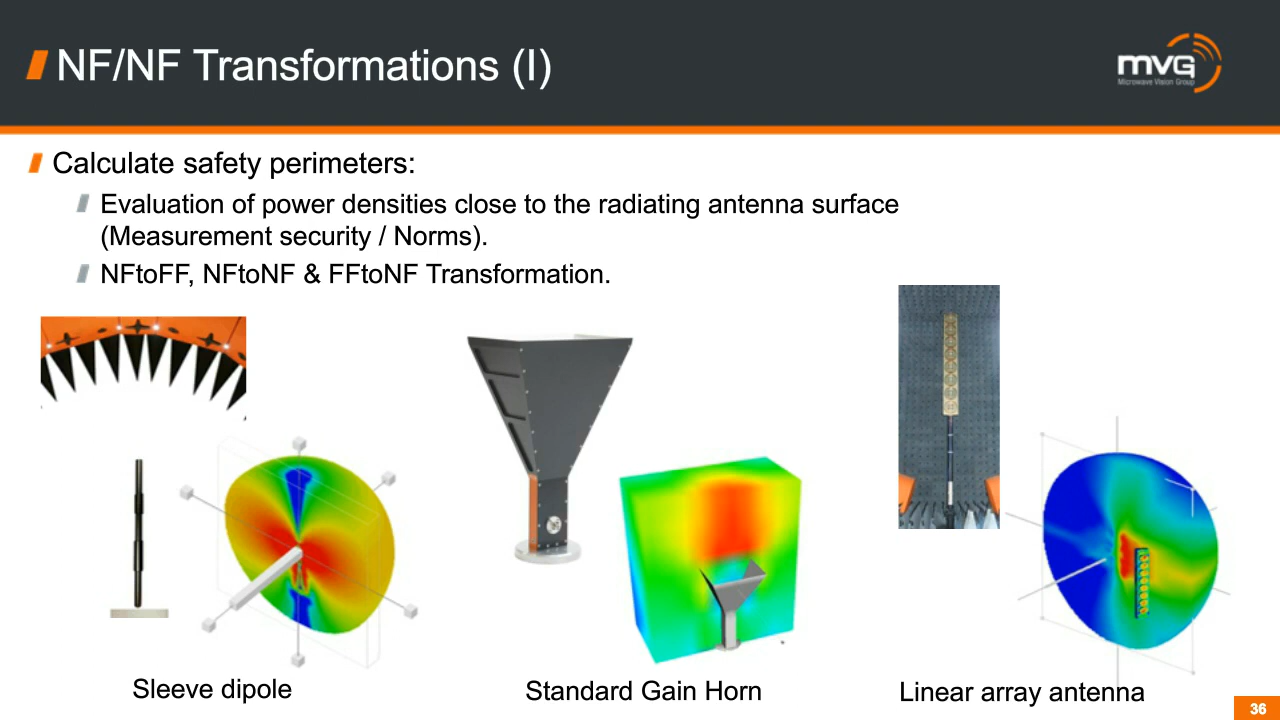 NF/NF Transformations (I)
mvg
Microwave Vision Group
Calculate safety perimeters:
Evaluation of power densities close to the radiating antenna surface
(Measurement security / Norms).
NFtoFF, NFtoNF & FFtoNF Transformation.
Sleeve dipole
Standard Gain Horn
Linear array antenna
36